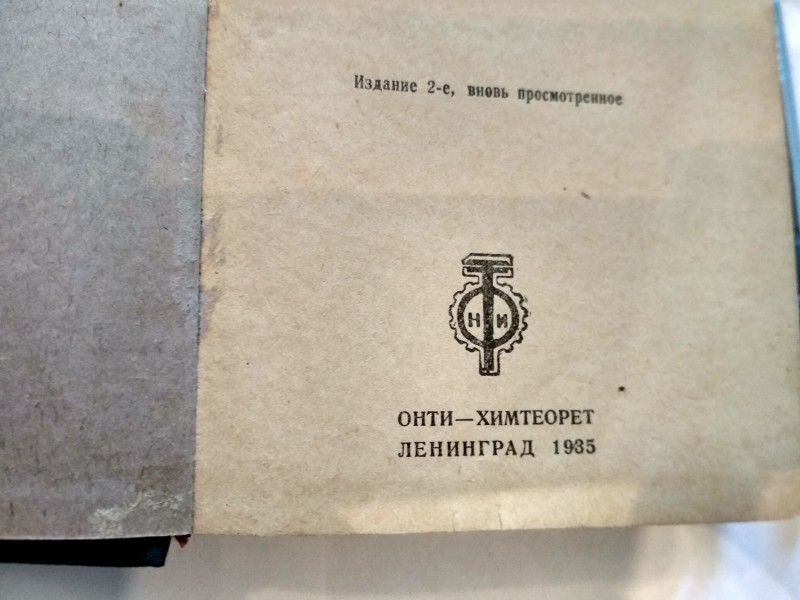 Издание 2-е, вновь просмотренное
Н И
ОНТИ—ХИМТЕОРЕТ
ЛЕНИНГРАД 1935